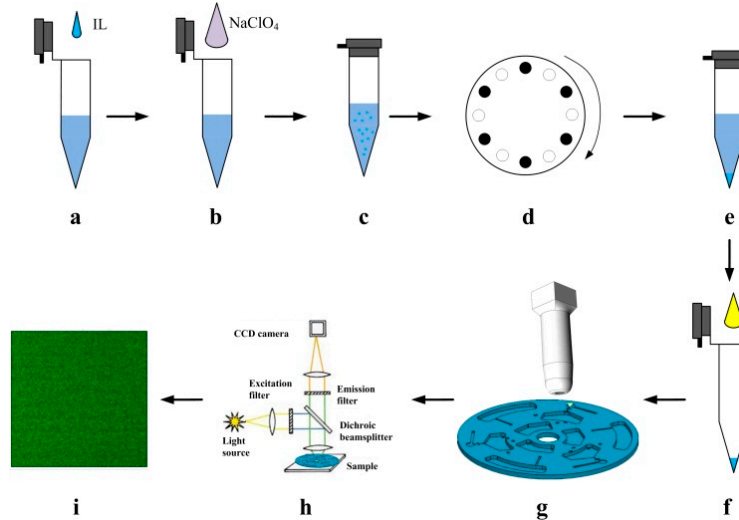 IL
NaClO₄
a
b
c
d
e
CCD camera
Excitation
filter
Emission
filter
Dichroic
beamsplitter
Light
source
Sample
i
h
g
f